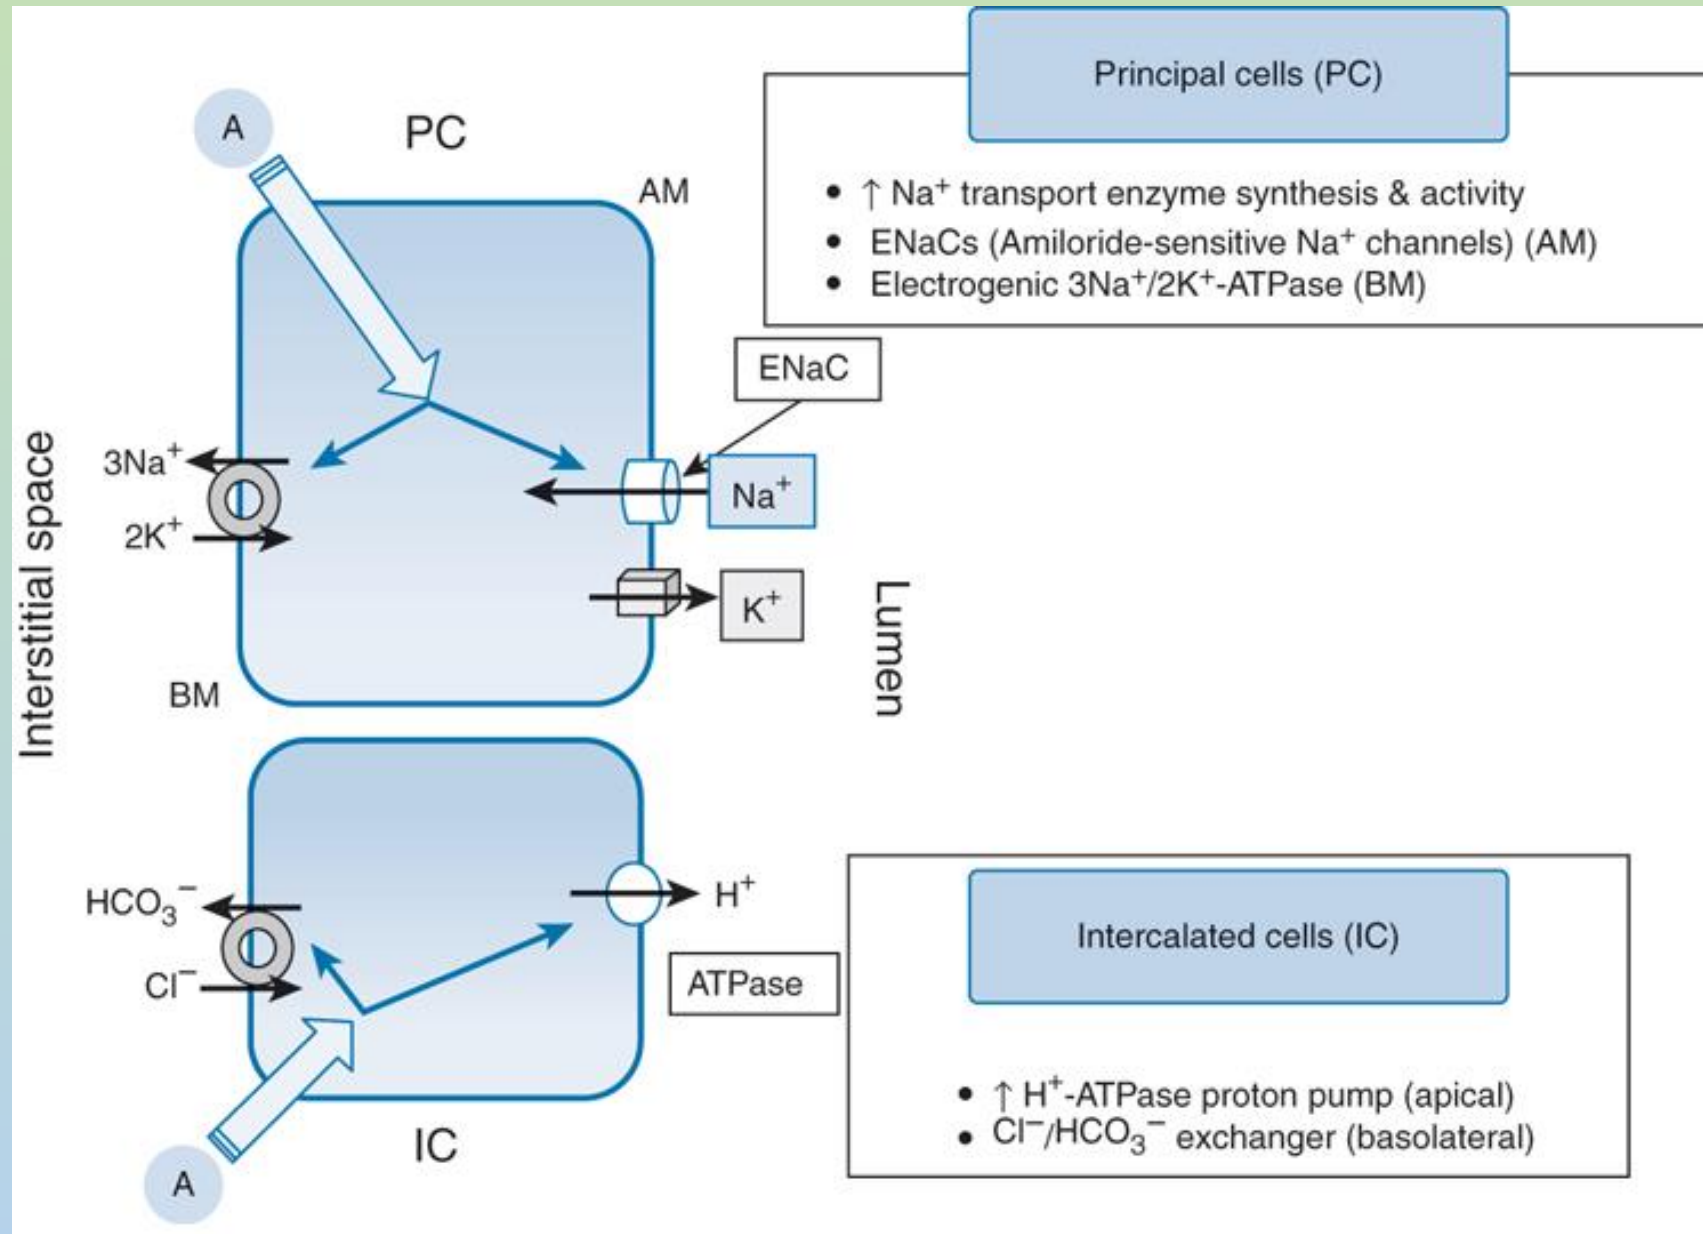 Principal cells (PC)
• ↑ Na⁺ transport enzyme synthesis & activity
• ENaCs (Amiloride-sensitive Na⁺ channels) (AM)
• Electrogenic 3Na⁺/2K⁺-ATPase (BM)
A
PC
AM
ENaC
3Na⁺
2K⁺
Na⁺
K⁺
Interstitial space
Lumen
BM
HCO₃⁻
Cl⁻
H⁺
ATPase
IC
A
Intercalated cells (IC)
• ↑ H⁺-ATPase proton pump (apical)
• Cl⁻/HCO₃⁻ exchanger (basolateral)